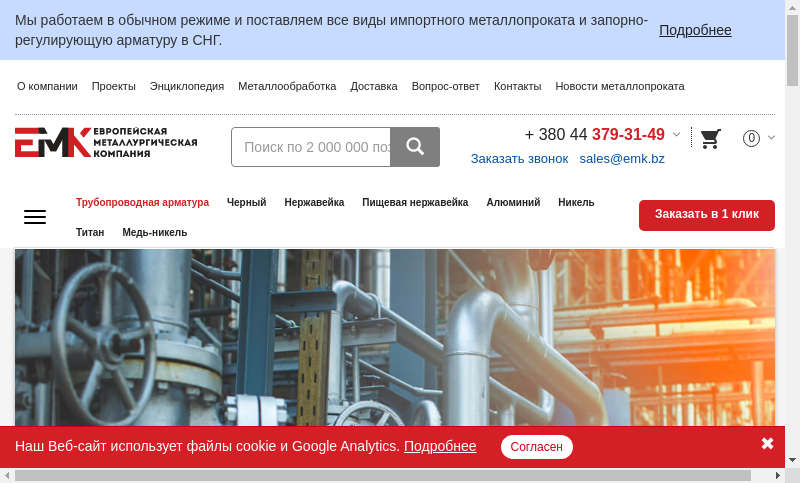 Мы работаем в обычном режиме и поставляем все виды импортного металлопроката и запорно-
регулирующую арматуру в СНГ.
Подробнее
О компании Проекты Энциклопедия Металлообработка Доставка Вопрос-ответ Контакты Новости металлопроката
ЕМК ЕВРОПЕЙСКАЯ
МЕТАЛЛУРГИЧЕСКАЯ
КОМПАНИЯ
Поиск по 2 000 000 поз
+ 380 44 379-31-49
Заказать звонок sales@emk.bz
0
Трубопроводная арматура Черный Нержавейка Пищевая нержавейка Алюминий Никель
Титан Медь-никель
Заказать в 1 клик
Наш Веб-сайт использует файлы cookie и Google Analytics. Подробнее Согласен